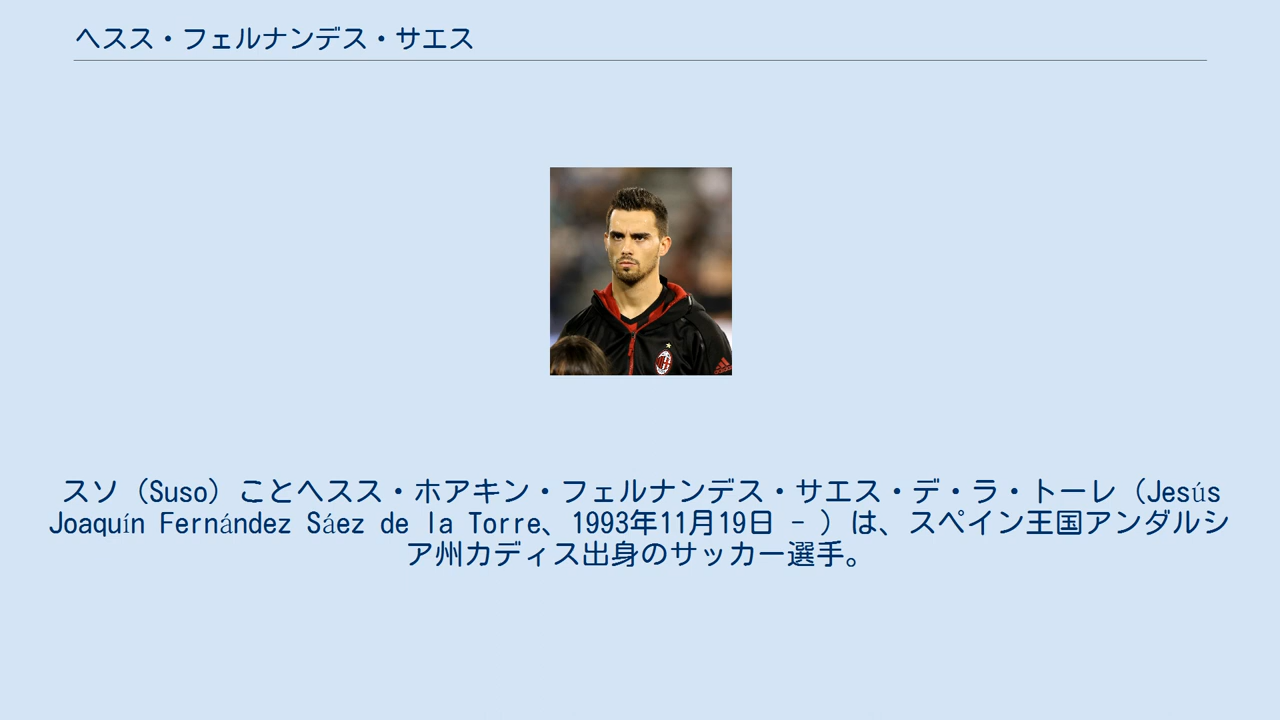 ヘスス・フェルナンデス・サエス
スソ（Suso）ことヘスス・ホアキン・フェルナンデス・サエス・デ・ラ・トーレ（Jesús
Joaquín Fernández Sáez de la Torre、1993年11月19日 - ）は、スペイン王国アンダルシ
ア州カディス出身のサッカー選手。